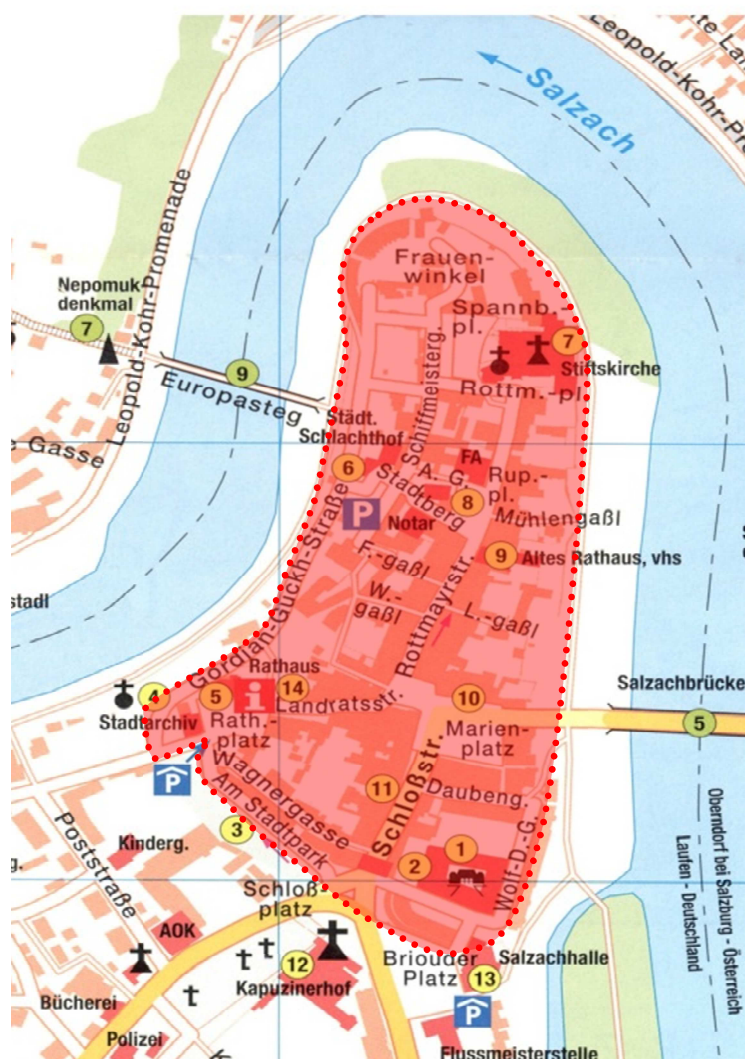 Leopold-Kohr-Pro
Salzach
Leopold-Kohr-Promenade
Nepomuk-
denkmal
7
9
Europasteg
Frauen-
winkel
Spannb.-
pl.
7
Stiftskirche
Rottm.-pl
Schiffmeisterg.
Städt.
Schlachthof
e Gasse
6
Stadtberg
A. G.
FA
Rup.-
pl.
8
P
Notar
Mühlengaßl
F.-gaßl
9
Altes Rathaus, vhs
W.-
gaßl
L.-gaßl
Rottmayrstr.
Gordian-Guckh-Straße
stadl
Rathaus
4
5
i
14
10
Salzachbrücke
5
Stadtarchiv
Rath.-
platz
Landratsstr.
Marien-
platz
P
Wagnergasse
Am Stadtpark
11
Schloßstr.
Daubeng.
Oberndorf bei Salzburg - Österreich
Laufen - Deutschland
Poststraße
Kinderg.
3
2
1
Wolf-D.-G.
g.
Schloß-
platz
AOK
12
Kapuzinerhof
Briouder
Platz
Salzachhalle
13
P
Bücherei
Polizei
Flussmeisterstelle